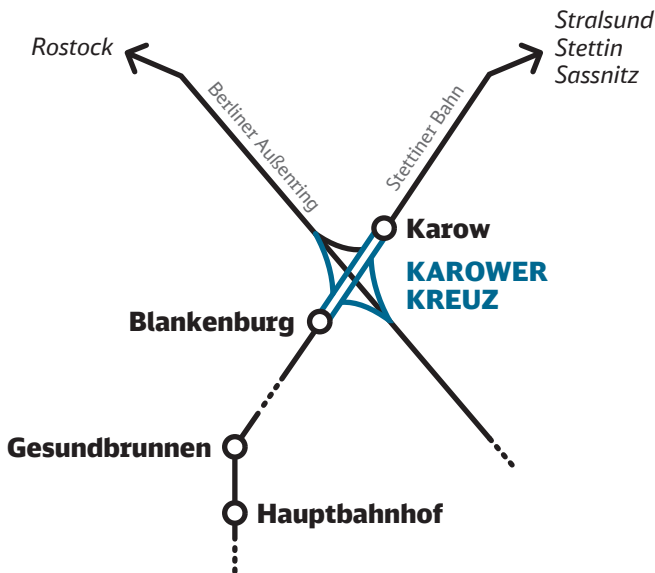 Rostock
Stralsund
Stettin
Sassnitz
Berliner Außenring
Stettiner Bahn
Karow
KAROWER
KREUZ
Blankenburg
Gesundbrunnen
Hauptbahnhof